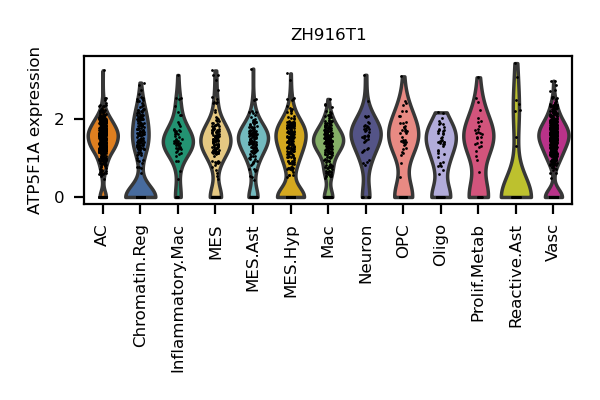 ZH916T1
ATP5F1A expression
2
0
AC
Chromatin.Reg
Inflammatory.Mac
MES
MES.Ast
MES.Hyp
Mac
Neuron
OPC
Oligo
Prolif.Metab
Reactive.Ast
Vasc